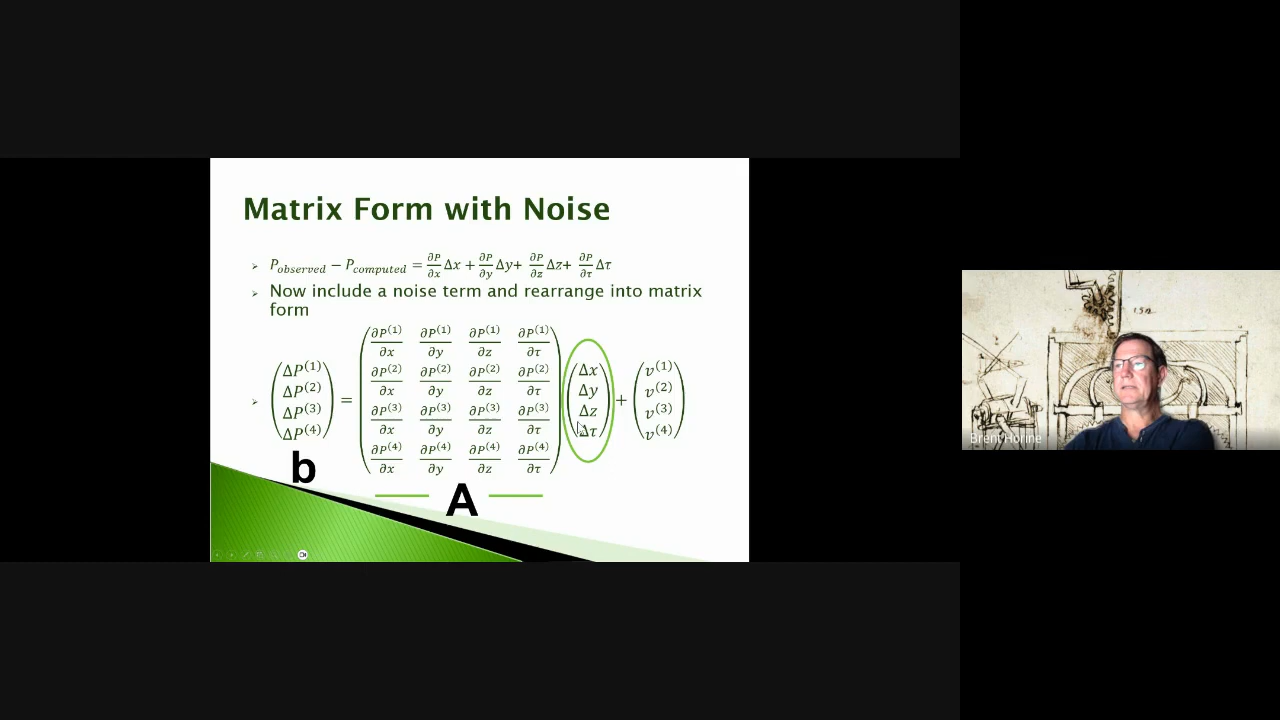 Matrix Form with Noise
➢ P_observed − P_computed = ∂P/∂x Δx + ∂P/∂y Δy+ ∂P/∂z Δz+ ∂P/∂τ Δτ
➢ Now include a noise term and rearrange into matrix
form
➢ (ΔP⁽¹⁾ ΔP⁽²⁾ ΔP⁽³⁾ ΔP⁽⁴⁾) = (∂P⁽¹⁾/∂x ∂P⁽¹⁾/∂y ∂P⁽¹⁾/∂z ∂P⁽¹⁾/∂τ
∂P⁽²⁾/∂x ∂P⁽²⁾/∂y ∂P⁽²⁾/∂z ∂P⁽²⁾/∂τ
∂P⁽³⁾/∂x ∂P⁽³⁾/∂y ∂P⁽³⁾/∂z ∂P⁽³⁾/∂τ
∂P⁽⁴⁾/∂x ∂P⁽⁴⁾/∂y ∂P⁽⁴⁾/∂z ∂P⁽⁴⁾/∂τ) (Δx Δy Δz Δτ) + (v⁽¹⁾ v⁽²⁾ v⁽³⁾ v⁽⁴⁾)
b
A
Brent Horine